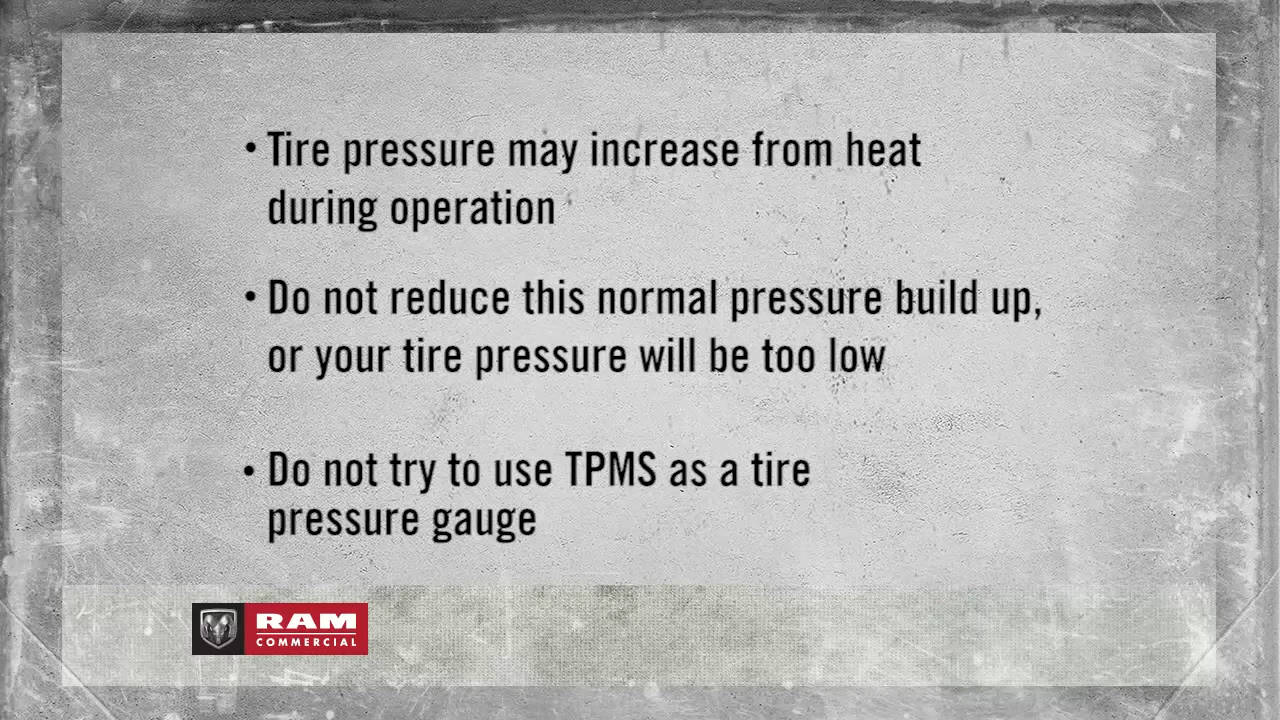 • Tire pressure may increase from heat
during operation
• Do not reduce this normal pressure build up,
or your tire pressure will be too low
• Do not try to use TPMS as a tire
pressure gauge
RAM
COMMERCIAL